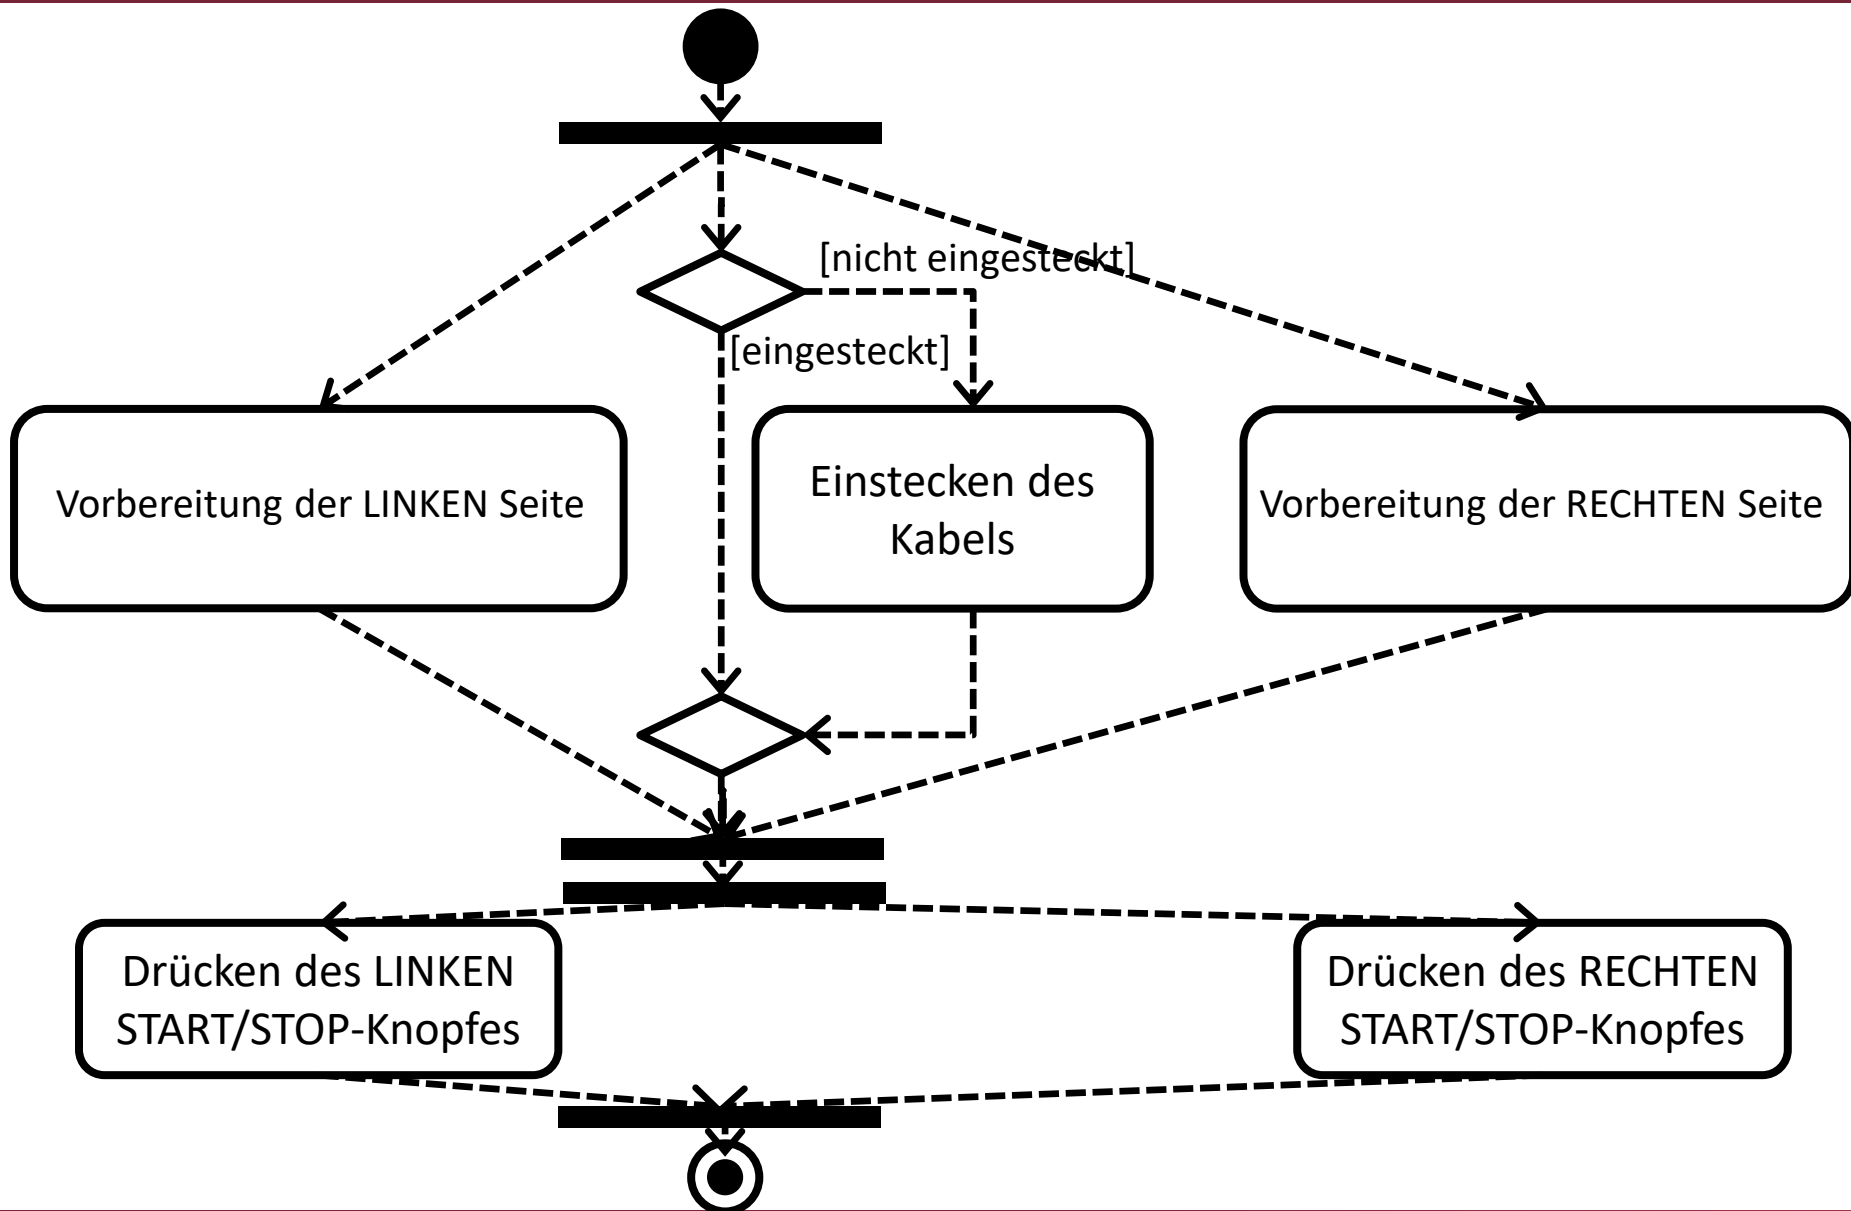 [nicht eingesteckt]
[eingesteckt]
Vorbereitung der LINKEN Seite
Einstecken des
Kabels
Vorbereitung der RECHTEN Seite
Drücken des LINKEN
START/STOP-Knopfes
Drücken des RECHTEN
START/STOP-Knopfes